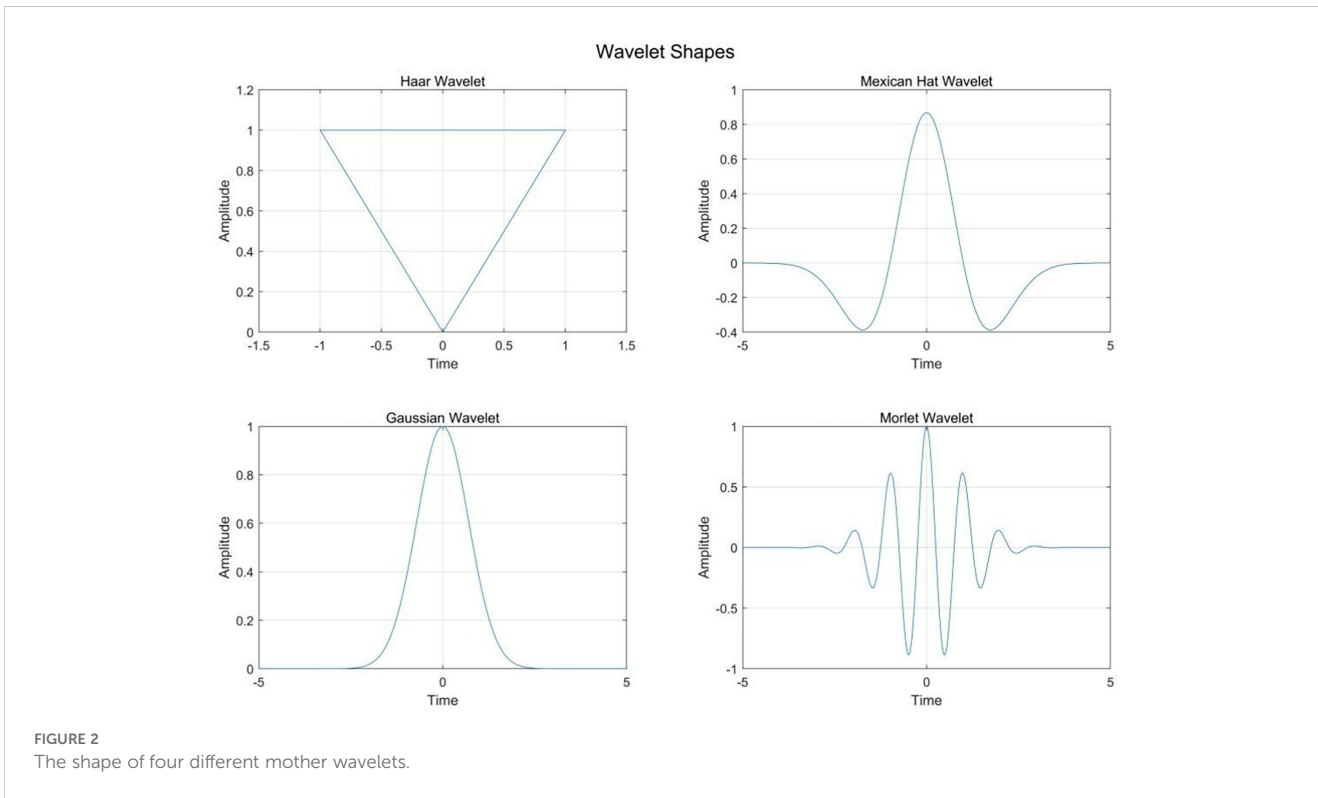 Wavelet Shapes
Haar Wavelet
1.2
1
0.8
0.6
0.4
0.2
0
Amplitude
-1.5 -1 -0.5 0 0.5 1 1.5
Time
Mexican Hat Wavelet
1
0.8
0.6
0.4
0.2
0
-0.2
-0.4
Amplitude
-5 0 5
Time
Gaussian Wavelet
1
0.8
0.6
0.4
0.2
0
Amplitude
-5 0 5
Time
Morlet Wavelet
1
0.5
0
-0.5
-1
Amplitude
-5 0 5
Time
FIGURE 2
The shape of four different mother wavelets.